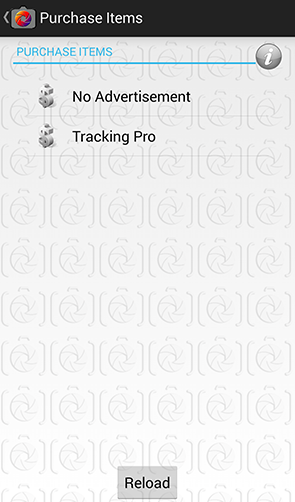 Purchase Items
PURCHASE ITEMS
No Advertisement
Tracking Pro
Reload